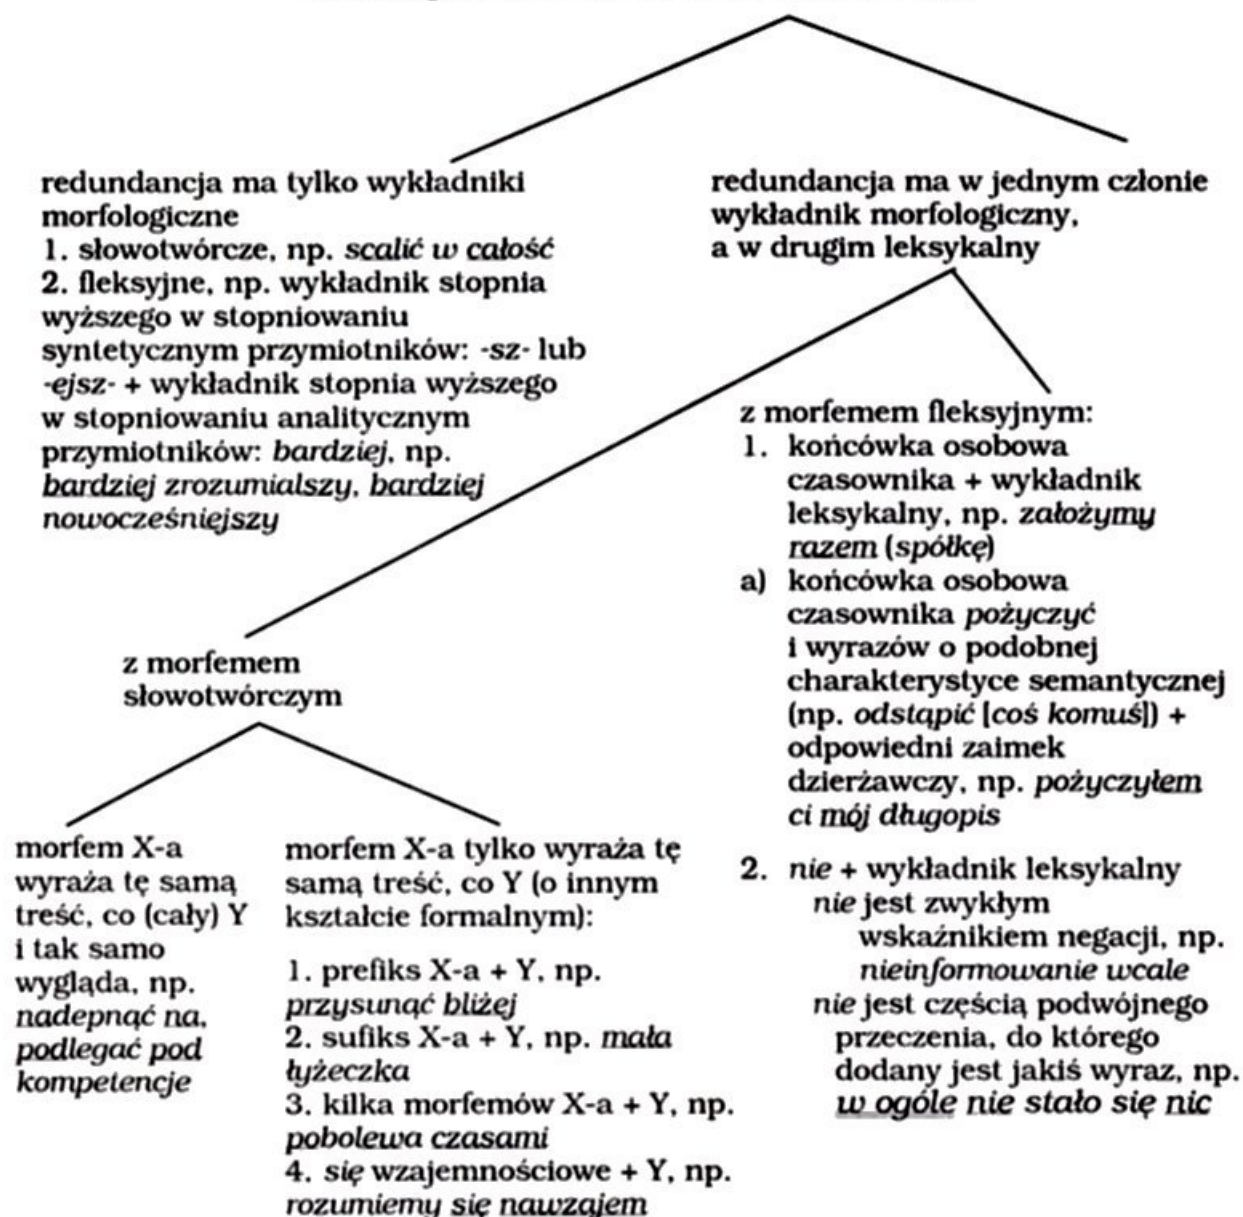 redundancja ma tylko wykładniki
morfologiczne
1. słowotwórcze, np. scalić w całość
2. fleksyjne, np. wykładnik stopnia
wyższego w stopniowaniu
syntetycznym przymiotników: -sz- lub
-ejsz- + wykładnik stopnia wyższego
w stopniowaniu analitycznym
przymiotników: bardziej, np.
bardziej zrozumialszy, bardziej
nowocześniejszy
redundancja ma w jednym członie
wykładnik morfologiczny,
a w drugim leksykalny
z morfemem
słowotwórczym
morfem X-a
wyraża tę samą
treść, co (cały) Y
i tak samo
wygląda, np.
nadepnąć na,
podlegać pod
kompetencje
morfem X-a tylko wyraża tę
samą treść, co Y (o innym
kształcie formalnym):
1. prefiks X-a + Y, np.
przysunąć bliżej
2. sufiks X-a + Y, np. mała
łyżeczka
3. kilka morfemów X-a + Y, np.
pobolewa czasami
4. się wzajemnościowe + Y, np.
rozumiemy się nawzajem
z morfemem fleksyjnym:
1. końcówka osobowa
czasownika + wykładnik
leksykalny, np. założymy
razem (spółkę)
a) końcówka osobowa
czasownika pożyczyć
i wyrazów o podobnej
charakterystyce semantycznej
(np. odstąpić [coś komuś]) +
odpowiedni zaimek
dzierżawczy, np. pożyczyłem
ci mój długopis
2. nie + wykładnik leksykalny
nie jest zwykłym
wskaźnikiem negacji, np.
nieinformowanie wcale
nie jest częścią podwójnego
przeczenia, do którego
dodany jest jakiś wyraz, np.
w ogóle nie stało się nic